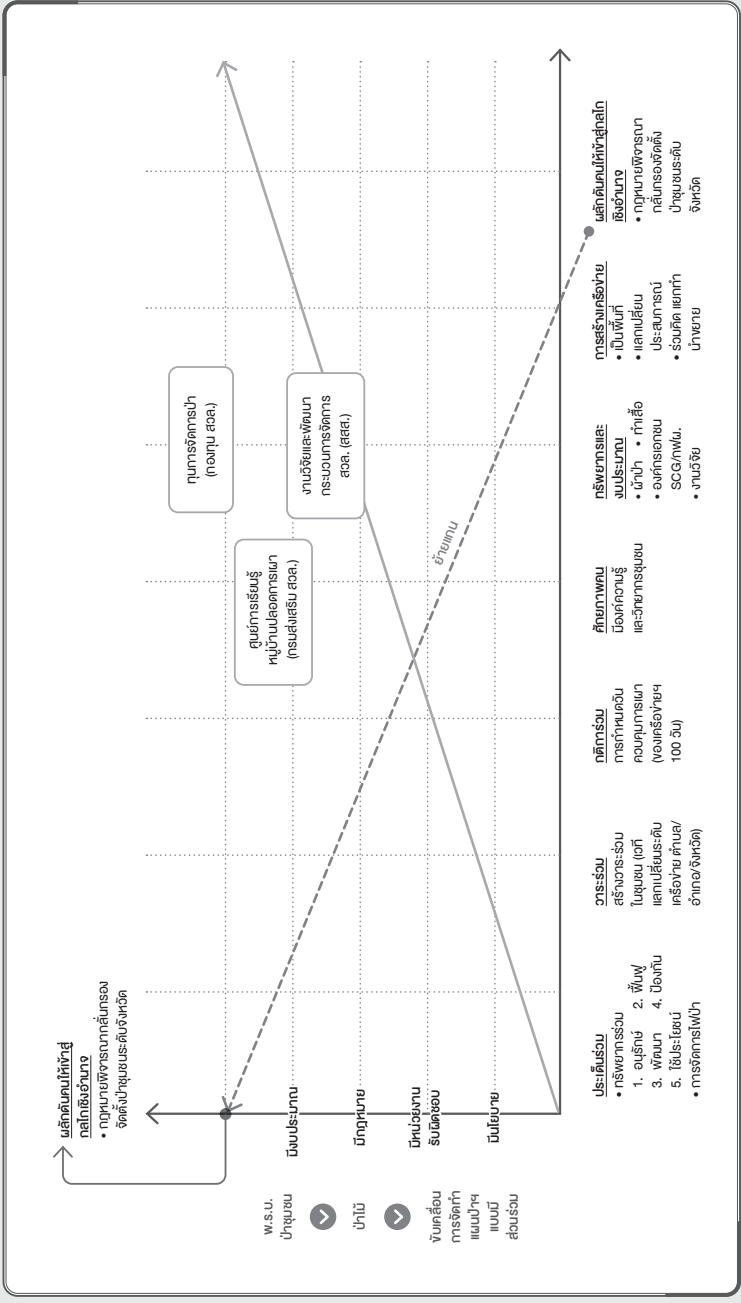 ผลักดันคนให้เข้าสู่
กลไกเชิงอำนาจ
• กฎหมายพิจารณากลั่นกรอง
จัดตั้งป่าชุมชนระดับจังหวัด
พ.ร.บ.
ป่าชุมชน
ป่าไม้
ขับเคลื่อน
การจัดทำ
แผนป่าฯ
แบบมี
ส่วนร่วม
มีงบประมาณ
มีกฎหมาย
มีหน่วยงาน
รับผิดชอบ
มีนโยบาย
ทุนการจัดการป่า
(กองทุน สวล.)
ศูนย์การเรียนรู้
หมู่บ้านปลอดการเผา
(กรมส่งเสริม สวล.)
งานวิจัยและพัฒนา
กระบวนการจัดการ
สวล. (สสส.)
ย้ายแกน
ประเด็นร่วม
• ทรัพยากรร่วม
1. อนุรักษ์ 2. ฟื้นฟู
3. พัฒนา 4. ป้องกัน
5. ใช้ประโยชน์
• การจัดการไฟป่า
วาระร่วม
สร้างวาระร่วม
ในชุมชน (เวที
แลกเปลี่ยนระดับ
เครือข่าย ตำบล/
อำเภอ/จังหวัด)
กติการ่วม
การกำหนดวัน
ควบคุมการเผา
(ของเครือข่ายฯ
100 วัน)
ศักยภาพคน
มีองค์ความรู้
และวิทยากรชุมชน
ทรัพยากรและ
งบประมาณ
• ผ้าป่า • ทำเสื้อ
• องค์กรเอกชน
SCG/กฟผ.
• งานวิจัย
การสร้างเครือข่าย
• เป็นพื้นที่
• แลกเปลี่ยน
ประสบการณ์
• ร่วมคิด แยกทำ
นำขยาย
ผลักดันคนให้เข้าสู่กลไก
เชิงอำนาจ
• กฎหมายพิจารณา
กลั่นกรองจัดตั้ง
ป่าชุมชนระดับ
จังหวัด